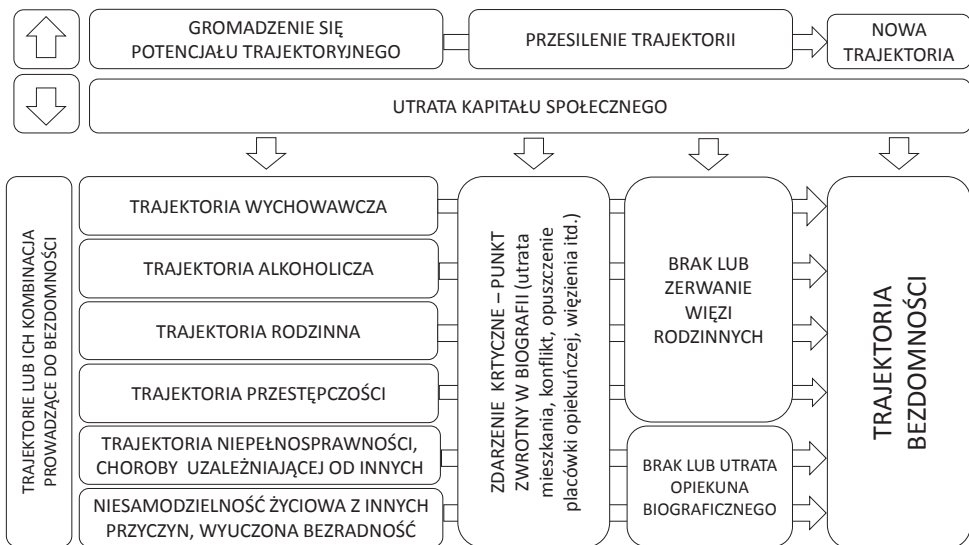 GROMADZENIE SIĘ
POTENCJAŁU TRAJEKTORYJNEGO
PRZESILENIE TRAJEKTORII
NOWA
TRAJEKTORIA
UTRATA KAPITAŁU SPOŁECZNEGO
TRAJEKTORIE LUB ICH KOMBINACJA
PROWADZĄCE DO BEZDOMNOŚCI
TRAJEKTORIA WYCHOWAWCZA
TRAJEKTORIA ALKOHOLICZA
TRAJEKTORIA RODZINNA
TRAJEKTORIA PRZESTĘPCZOŚCI
TRAJEKTORIA NIEPEŁNOSPRAWNOŚCI,
CHOROBY UZALEŻNIAJĄCEJ OD INNYCH
NIESAMODZIELNOŚĆ ŻYCIOWA Z INNYCH
PRZYCZYN, WYUCZONA BEZRADNOŚĆ
ZDARZENIE KRTYCZNE – PUNKT
ZWROTNY W BIOGRAFII (utrata
mieszkania, konflikt, opuszczenie
placówki opiekuńczej, więzienia itd.)
BRAK LUB
ZERWANIE
WIĘZI
RODZINNYCH
BRAK LUB UTRATA
OPIEKUNA
BIOGRAFICZNEGO
TRAJEKTORIA
BEZDOMNOŚCI